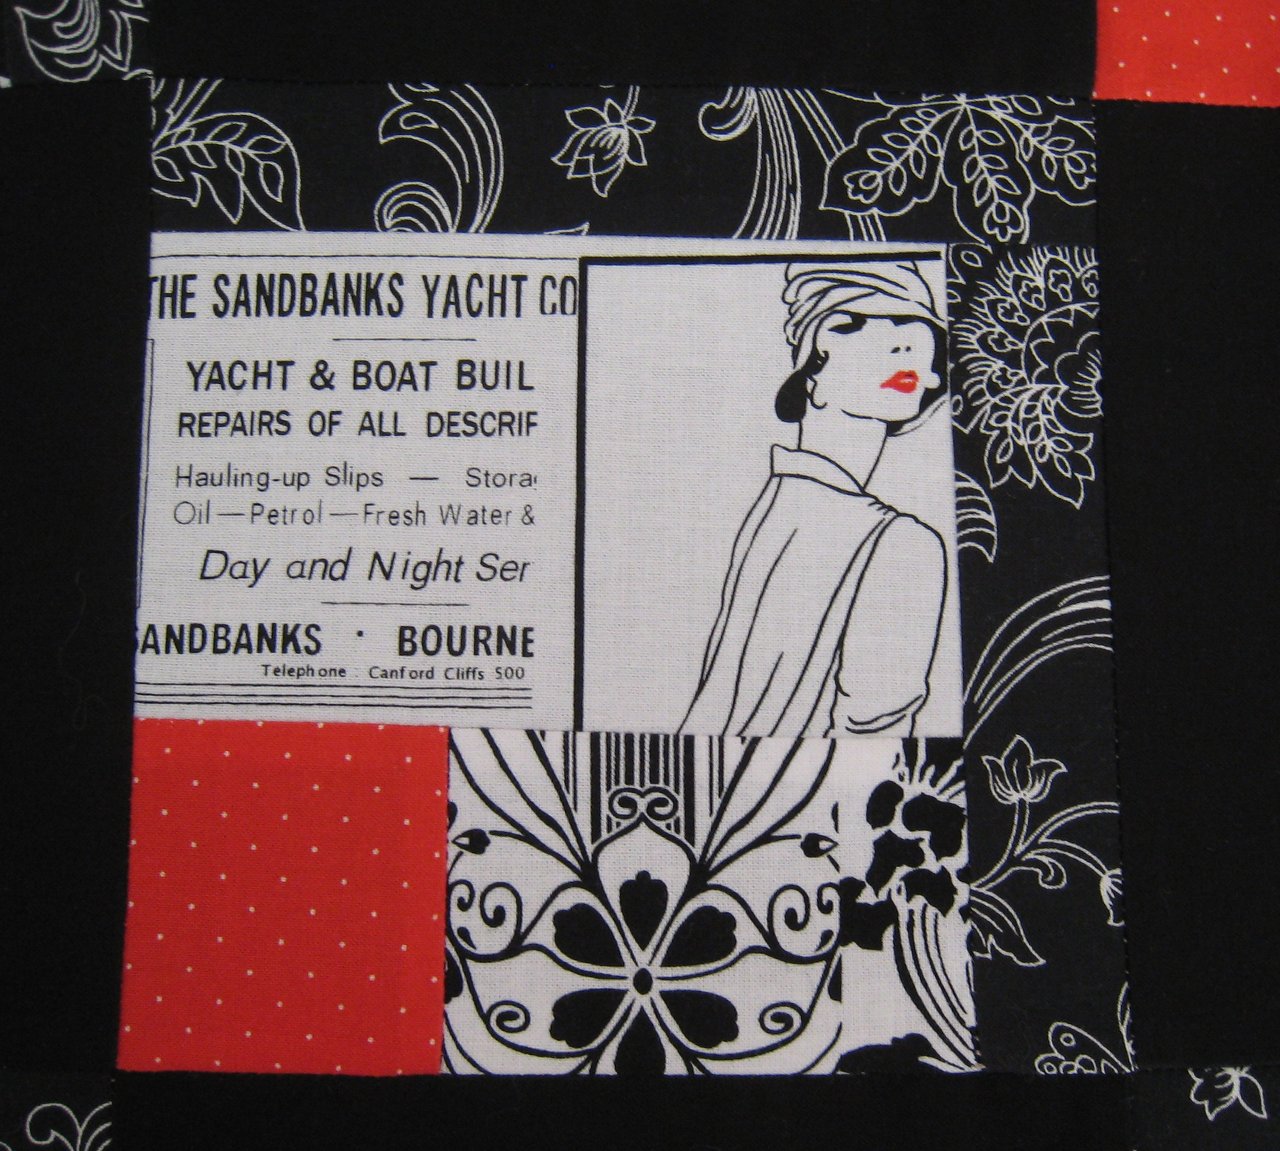 THE SANDBANKS YACHT CO
YACHT & BOAT BUIL
REPAIRS OF ALL DESCRIP
Hauling-up Slips — Stora
Oil—Petrol—Fresh Water &
Day and Night Ser
SANDBANKS · BOURNE
Telephone : Canford Cliffs 500